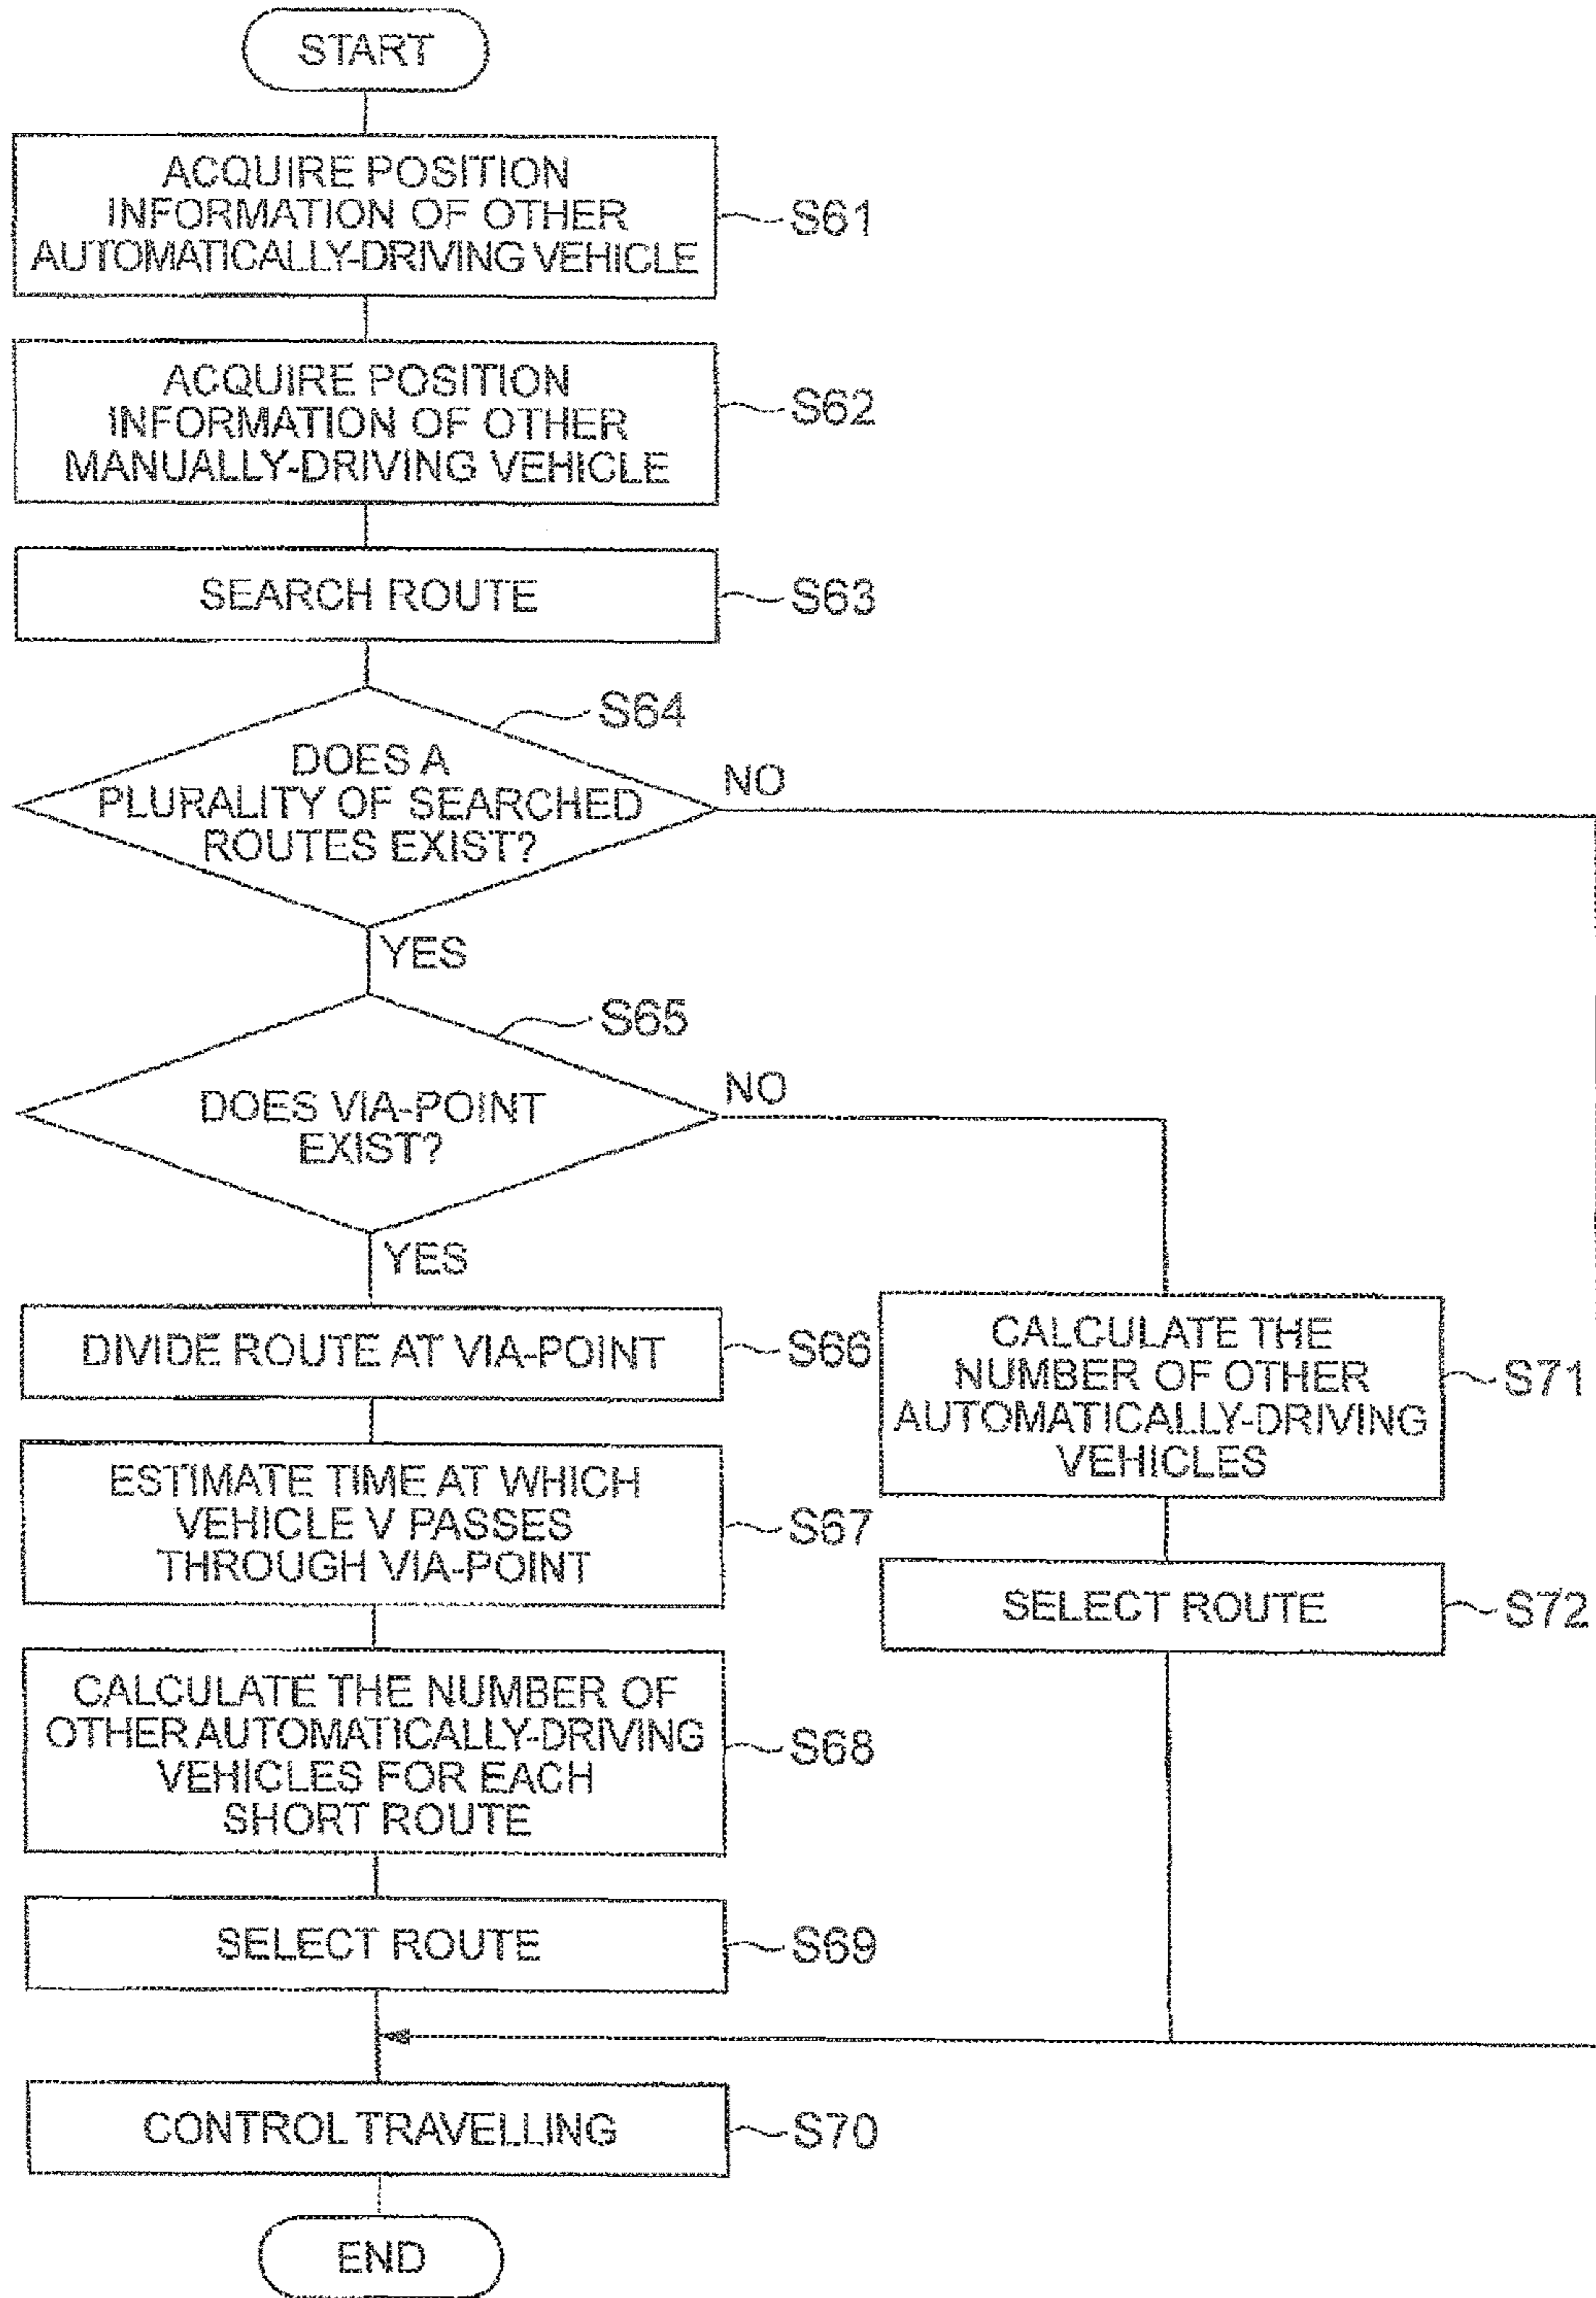 START
ACQUIRE POSITION
INFORMATION OF OTHER
AUTOMATICALLY-DRIVING VEHICLE
S61
ACQUIRE POSITION
INFORMATION OF OTHER
MANUALLY-DRIVING VEHICLE
S62
SEARCH ROUTE
S63
S64
DOES A
PLURALITY OF SEARCHED
ROUTES EXIST?
NO
YES
S65
DOES VIA-POINT
EXIST?
NO
YES
DIVIDE ROUTE AT VIA-POINT
S66
ESTIMATE TIME AT WHICH
VEHICLE V PASSES
THROUGH VIA-POINT
S67
CALCULATE THE NUMBER OF
OTHER AUTOMATICALLY-DRIVING
VEHICLES FOR EACH
SHORT ROUTE
S68
SELECT ROUTE
S69
CALCULATE THE
NUMBER OF OTHER
AUTOMATICALLY-DRIVING
VEHICLES
S71
SELECT ROUTE
S72
CONTROL TRAVELLING
S70
END